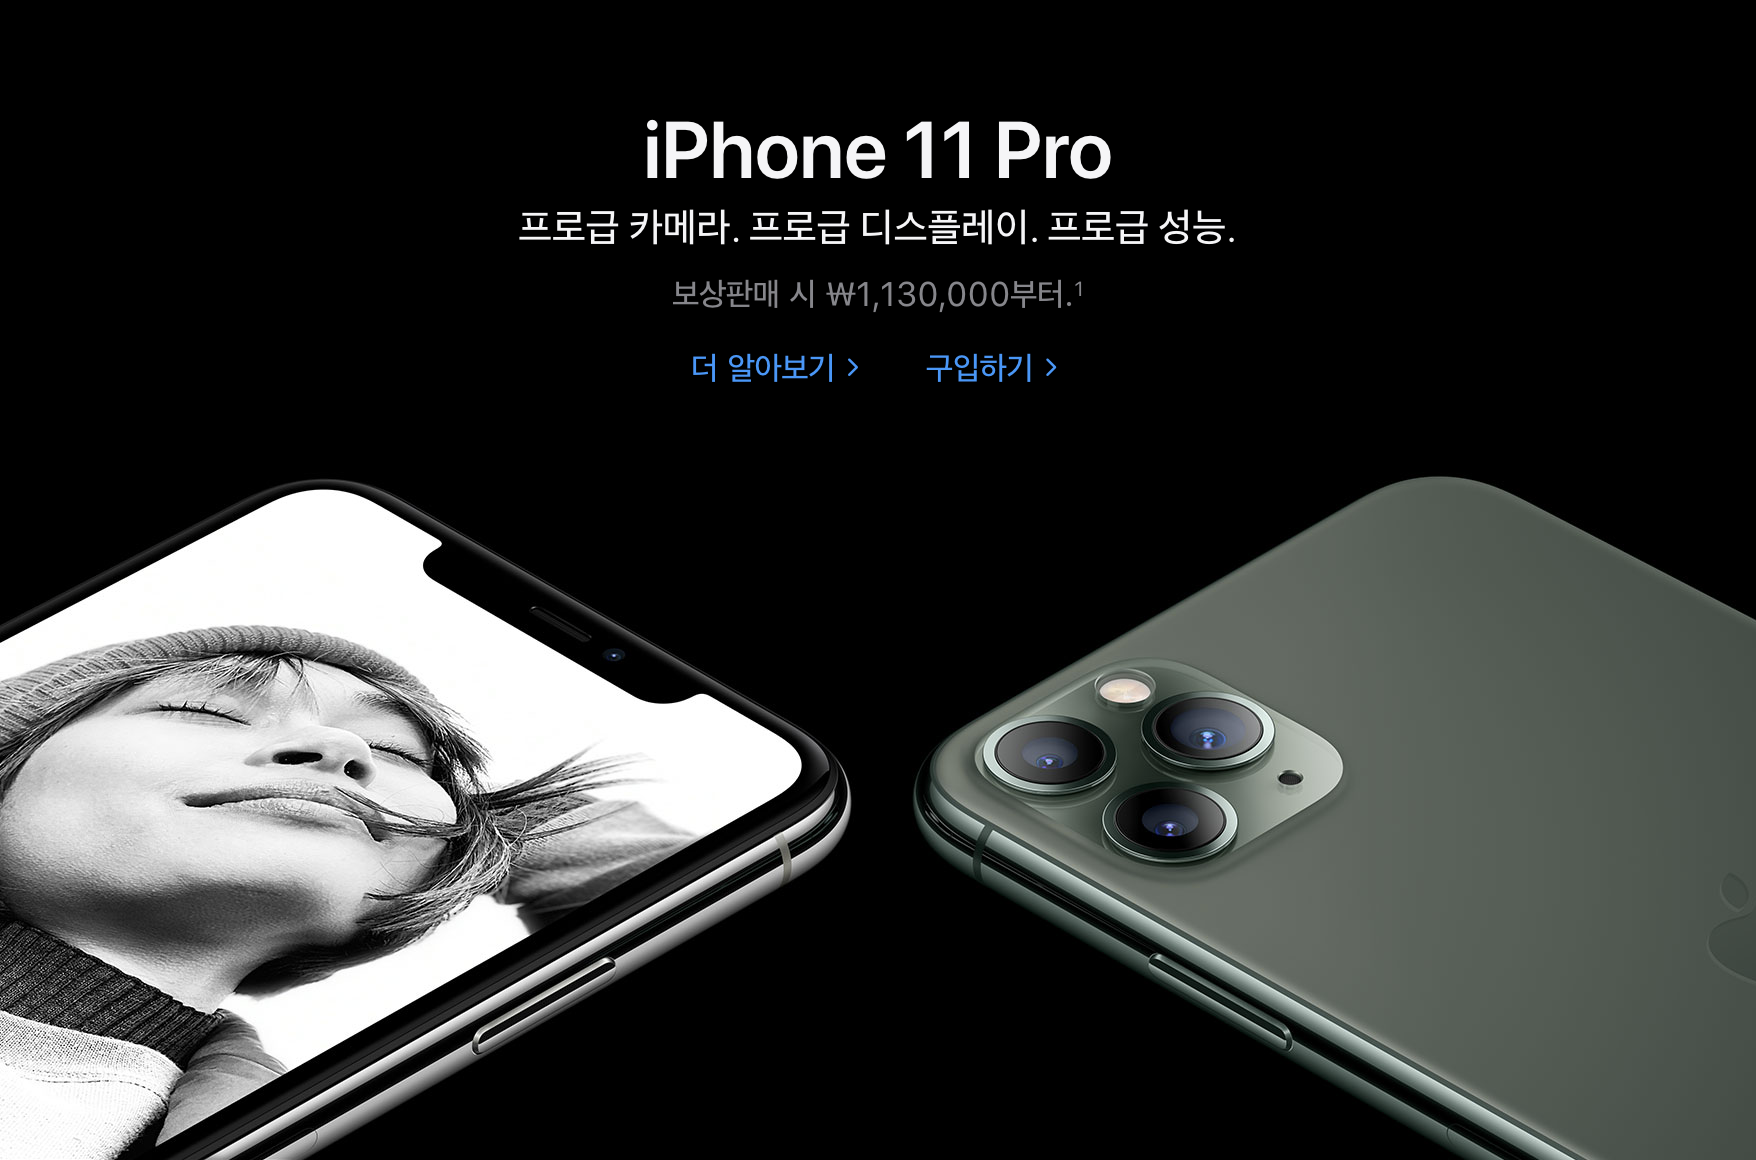 iPhone 11 Pro
프로급 카메라. 프로급 디스플레이. 프로급 성능.
보상판매 시 ₩1,130,000부터.¹
더 알아보기 > 구입하기 >